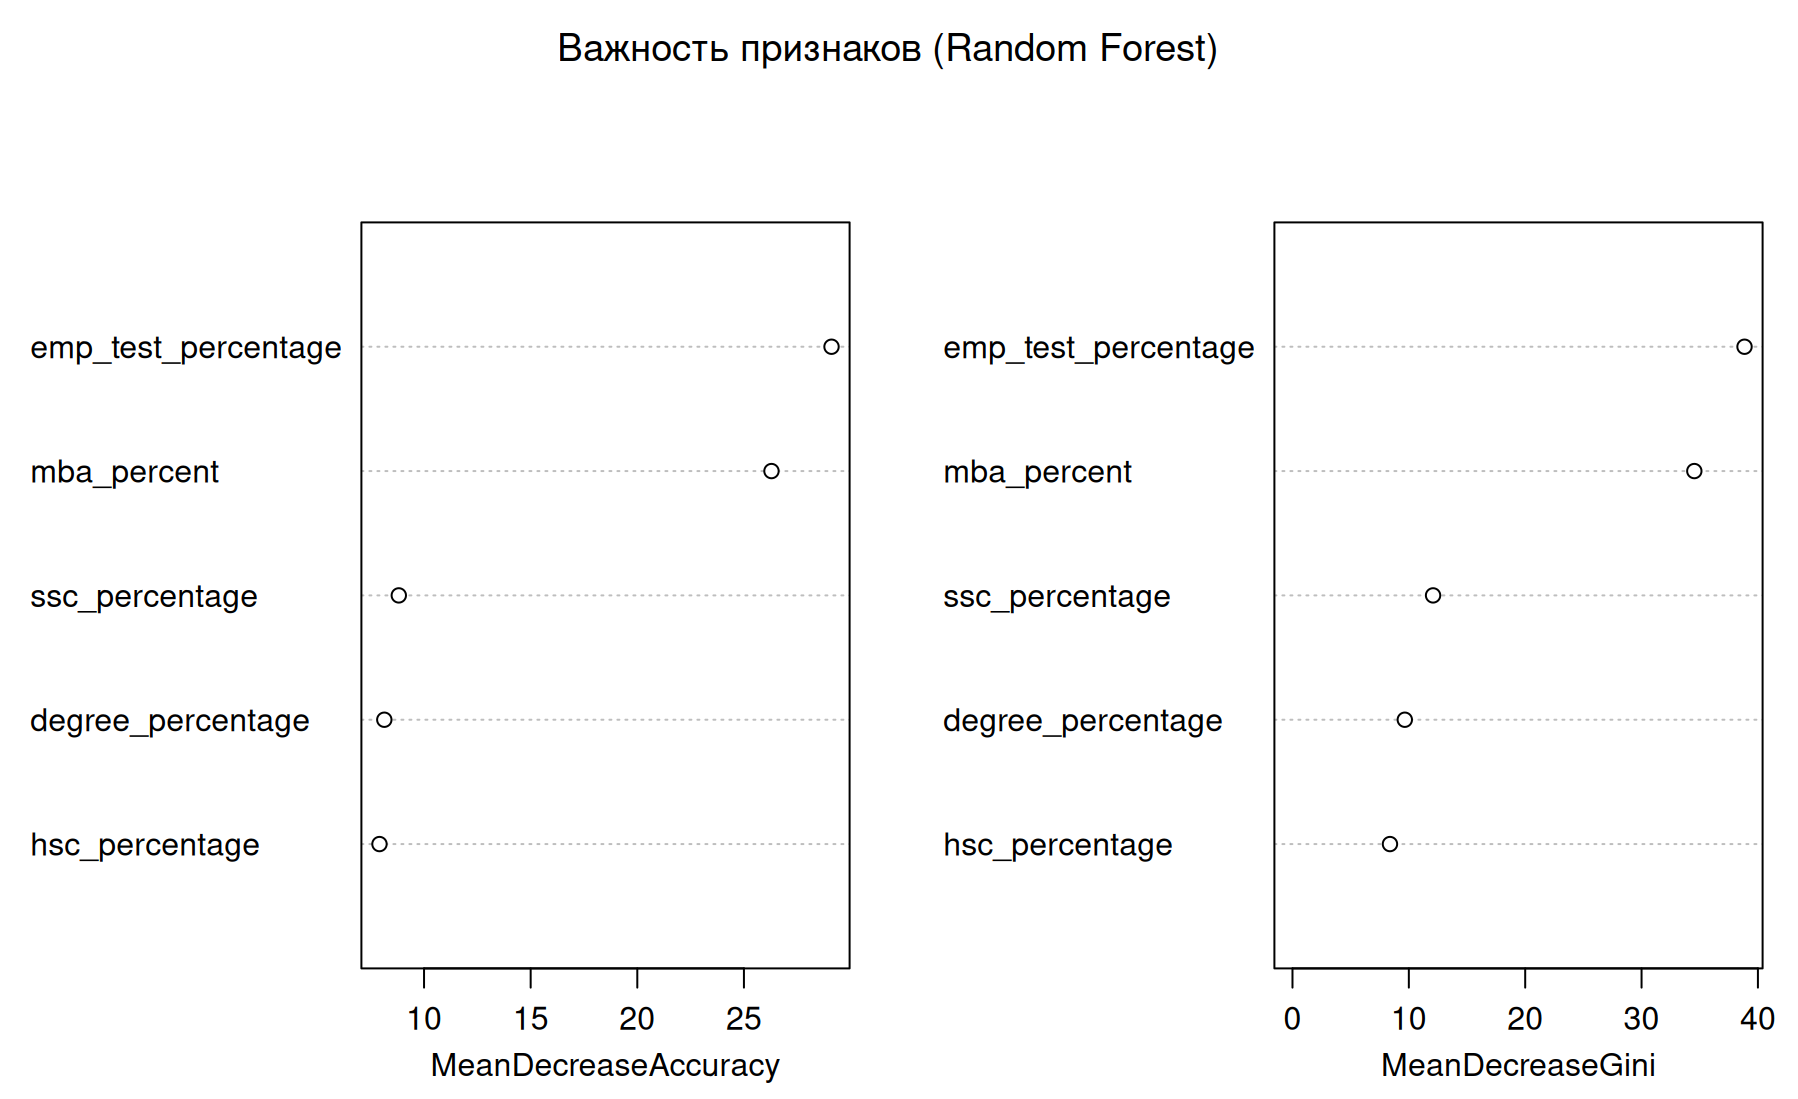 Важность признаков (Random Forest)
emp_test_percentage
mba_percent
ssc_percentage
degree_percentage
hsc_percentage
10 15 20 25
MeanDecreaseAccuracy
emp_test_percentage
mba_percent
ssc_percentage
degree_percentage
hsc_percentage
0 10 20 30 40
MeanDecreaseGini